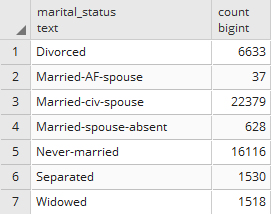 marital_status count
text bigint
1 Divorced 6633
2 Married-AF-spouse 37
3 Married-civ-spouse 22379
4 Married-spouse-absent 628
5 Never-married 16116
6 Separated 1530
7 Widowed 1518